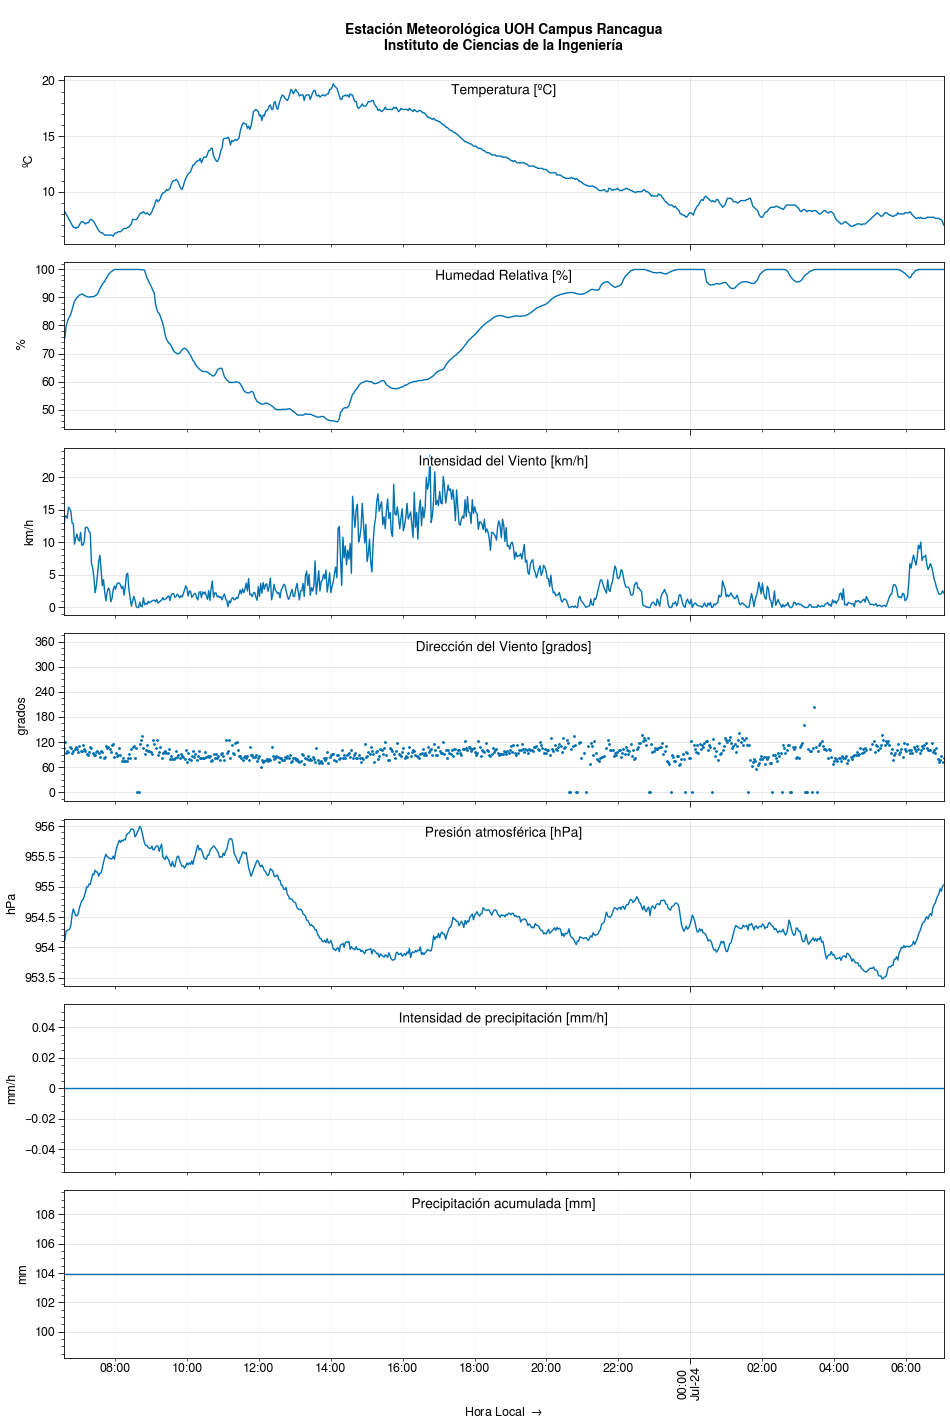 Estación Meteorológica UOH Campus Rancagua
Instituto de Ciencias de la Ingeniería
Temperatura [ºC]
20
15
10
ºC
Humedad Relativa [%]
100
90
80
70
60
50
%
Intensidad del Viento [km/h]
20
15
10
5
0
km/h
Dirección del Viento [grados]
360
300
240
180
120
60
0
grados
Presión atmosférica [hPa]
956
955.5
955
954.5
954
953.5
hPa
Intensidad de precipitación [mm/h]
0.04
0.02
0
−0.02
−0.04
mm/h
Precipitación acumulada [mm]
108
106
104
102
100
mm
08:00 10:00 12:00 14:00 16:00 18:00 20:00 22:00 00:00 02:00 04:00 06:00
Jul-24
Hora Local →